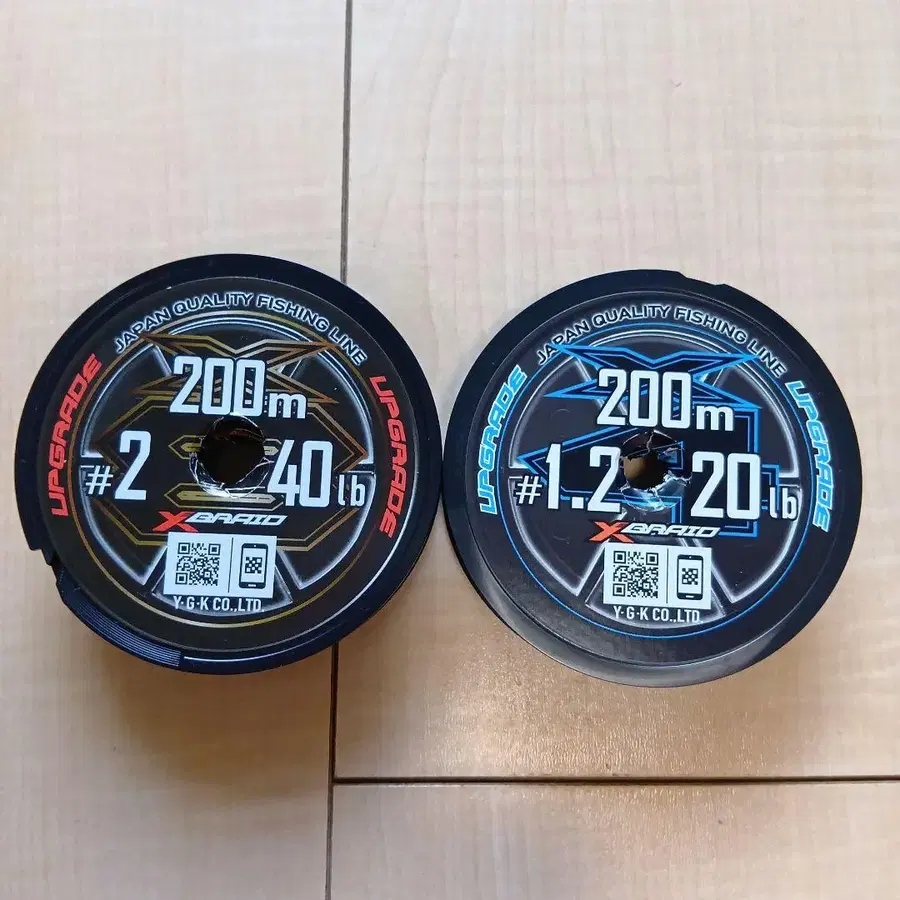 JAPAN QUALITY FISHING LINE
UPGRADE
UPGRADE
200m
#2
40lb
X BRAID
Y·G·K CO.,LTD
JAPAN QUALITY FISHING LINE
UPGRADE
UPGRADE
200m
#1.2
20lb
X BRAID
Y·G·K CO.,LTD